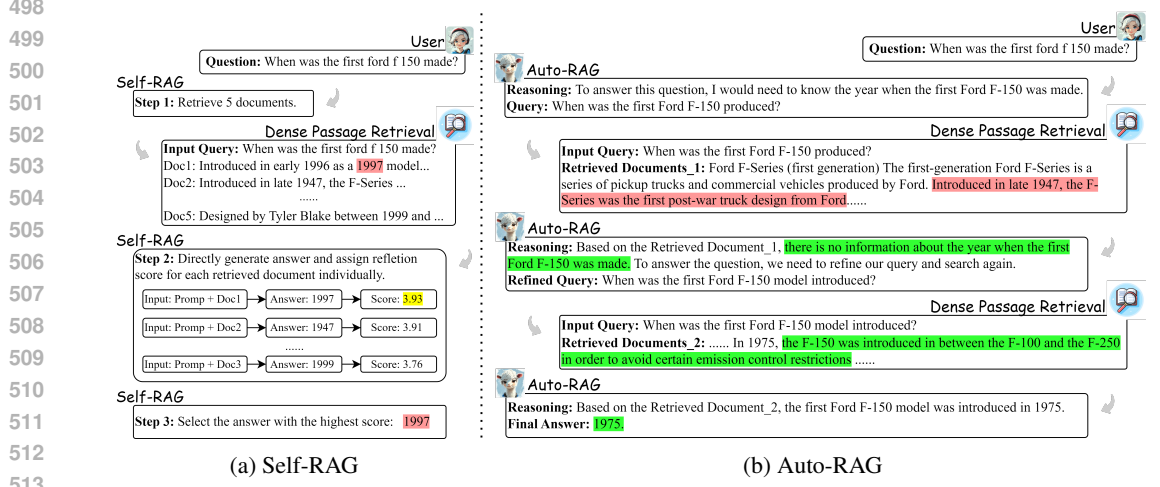 498
499
500
501
502
503
504
505
506
507
508
509
510
511
512
513
User
Question: When was the first ford f 150 made?
Self-RAG
Step 1: Retrieve 5 documents.
Dense Passage Retrieval
Input Query: When was the first ford f 150 made?
Doc1: Introduced in early 1996 as a 1997 model...
Doc2: Introduced in late 1947, the F-Series ...
......
Doc5: Designed by Tyler Blake between 1999 and ...
Self-RAG
Step 2: Directly generate answer and assign refletion
score for each retrieved document individually.
Input: Promp + Doc1 Answer: 1997 Score: 3.93
Input: Promp + Doc2 Answer: 1947 Score: 3.91
......
Input: Promp + Doc3 Answer: 1999 Score: 3.76
Self-RAG
Step 3: Select the answer with the highest score: 1997
(a) Self-RAG
User
Question: When was the first ford f 150 made?
Auto-RAG
Reasoning: To answer this question, I would need to know the year when the first Ford F-150 was made.
Query: When was the first Ford F-150 produced?
Dense Passage Retrieval
Input Query: When was the first Ford F-150 produced?
Retrieved Documents_1: Ford F-Series (first generation) The first-generation Ford F-Series is a
series of pickup trucks and commercial vehicles produced by Ford. Introduced in late 1947, the F-
Series was the first post-war truck design from Ford......
Auto-RAG
Reasoning: Based on the Retrieved Document_1, there is no information about the year when the first
Ford F-150 was made. To answer the question, we need to refine our query and search again.
Refined Query: When was the first Ford F-150 model introduced?
Dense Passage Retrieval
Input Query: When was the first Ford F-150 model introduced?
Retrieved Documents_2: ...... In 1975, the F-150 was introduced in between the F-100 and the F-250
in order to avoid certain emission control restrictions ......
Auto-RAG
Reasoning: Based on the Retrieved Document_2, the first Ford F-150 model was introduced in 1975.
Final Answer: 1975.
(b) Auto-RAG